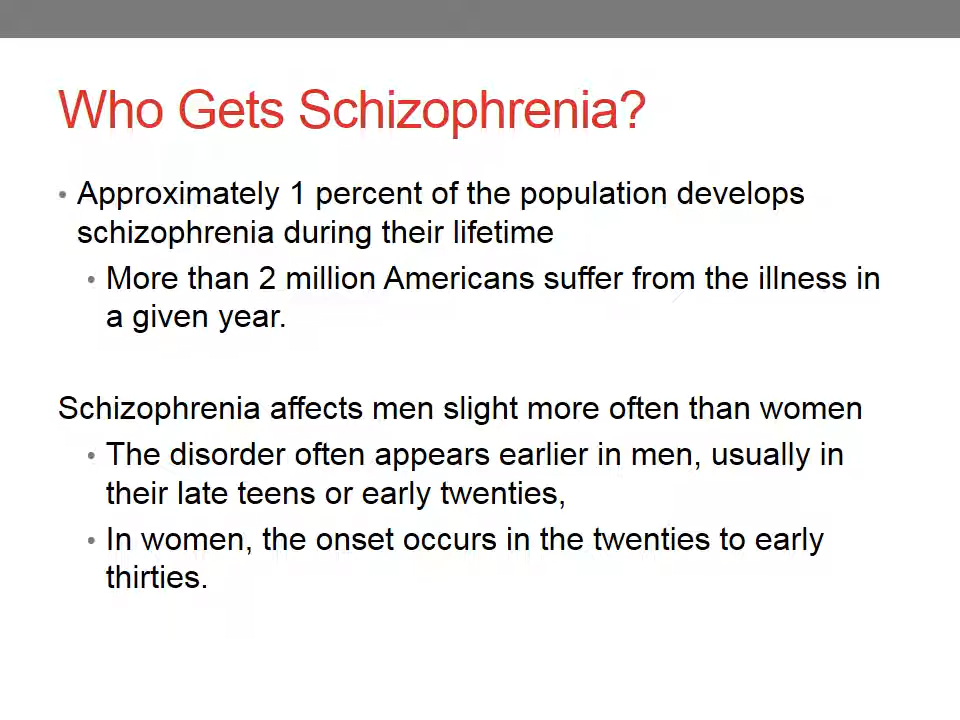 Who Gets Schizophrenia?
• Approximately 1 percent of the population develops
schizophrenia during their lifetime
• More than 2 million Americans suffer from the illness in
a given year.
Schizophrenia affects men slight more often than women
• The disorder often appears earlier in men, usually in
their late teens or early twenties,
• In women, the onset occurs in the twenties to early
thirties.